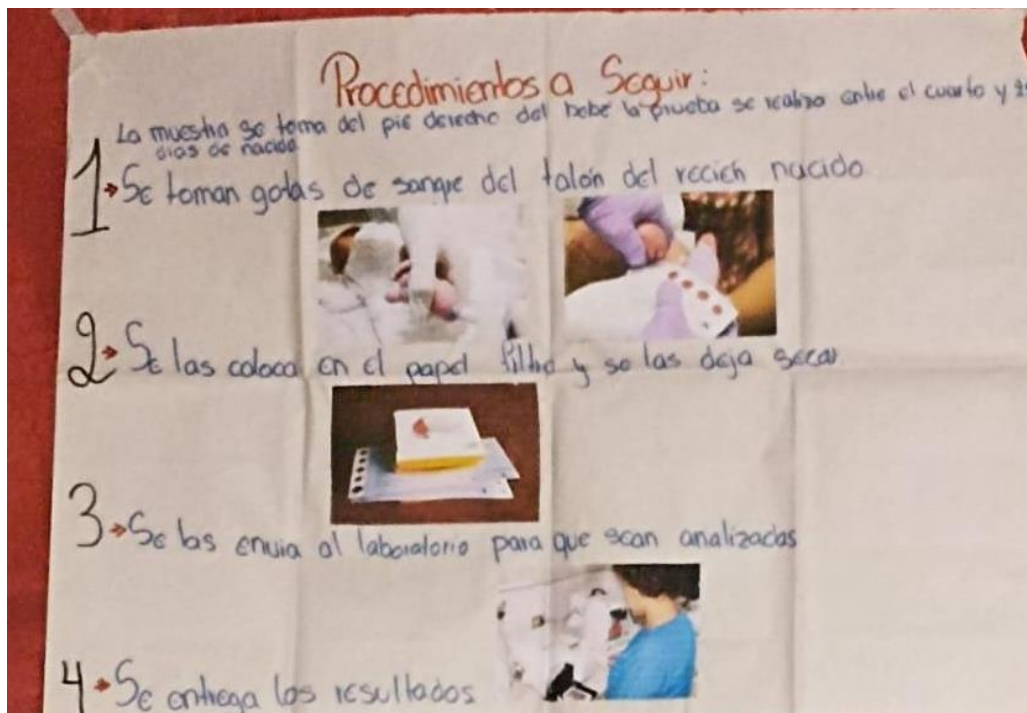 Procedimientos a Seguir:
La muestra se toma del pie derecho del bebe la prueba se realiza entre el cuarto y
dias de nacido
1 Se toman gotas de sangre del talón del recien nacido
2 Se las coloca en el papel filtro y se las deja secar.
3 Se las envia al laboratorio para que sean analizadas
4 Se entrega los resultados